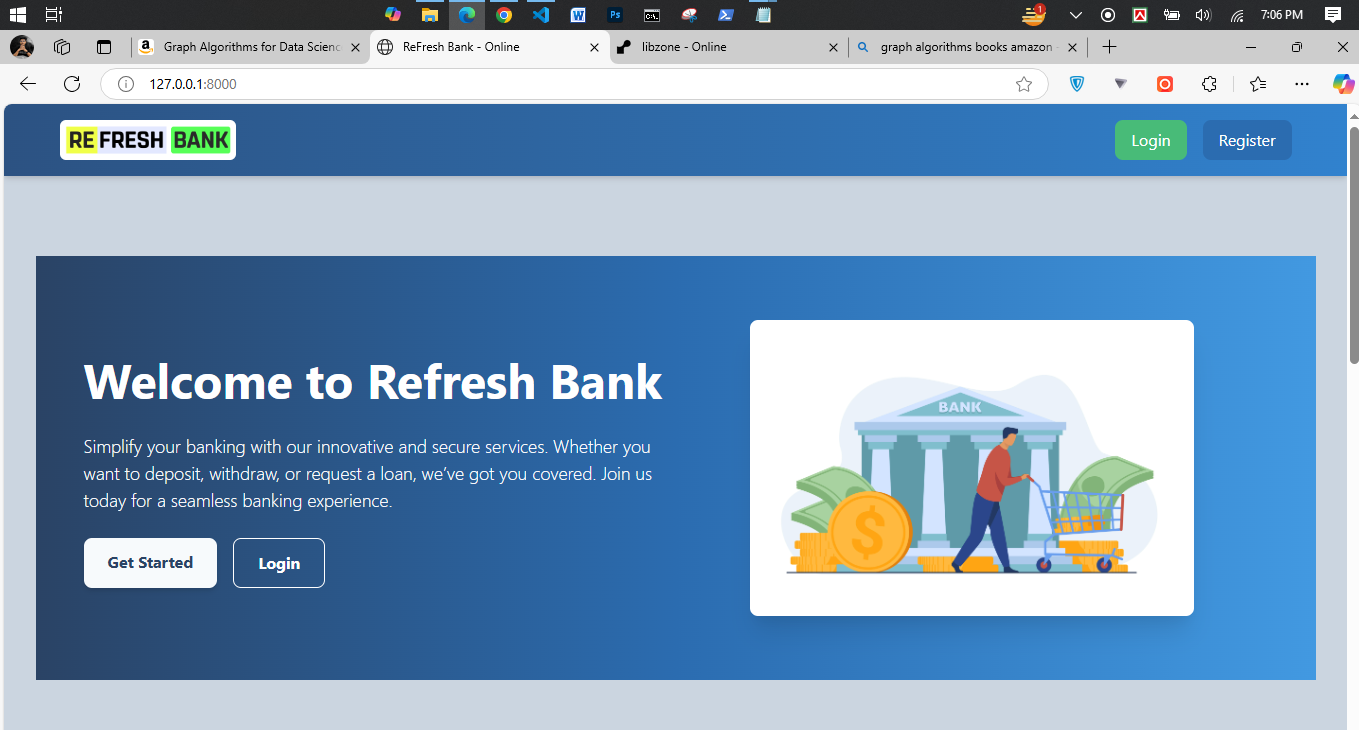 7:06 PM
1
Graph Algorithms for Data Scienc
ReFresh Bank - Online
libzone - Online
graph algorithms books amazon -
127.0.0.1:8000
RE FRESH BANK
Login
Register
Welcome to Refresh Bank
BANK
Simplify your banking with our innovative and secure services. Whether you
want to deposit, withdraw, or request a loan, we've got you covered. Join us
today for a seamless banking experience.
$
Get Started
Login